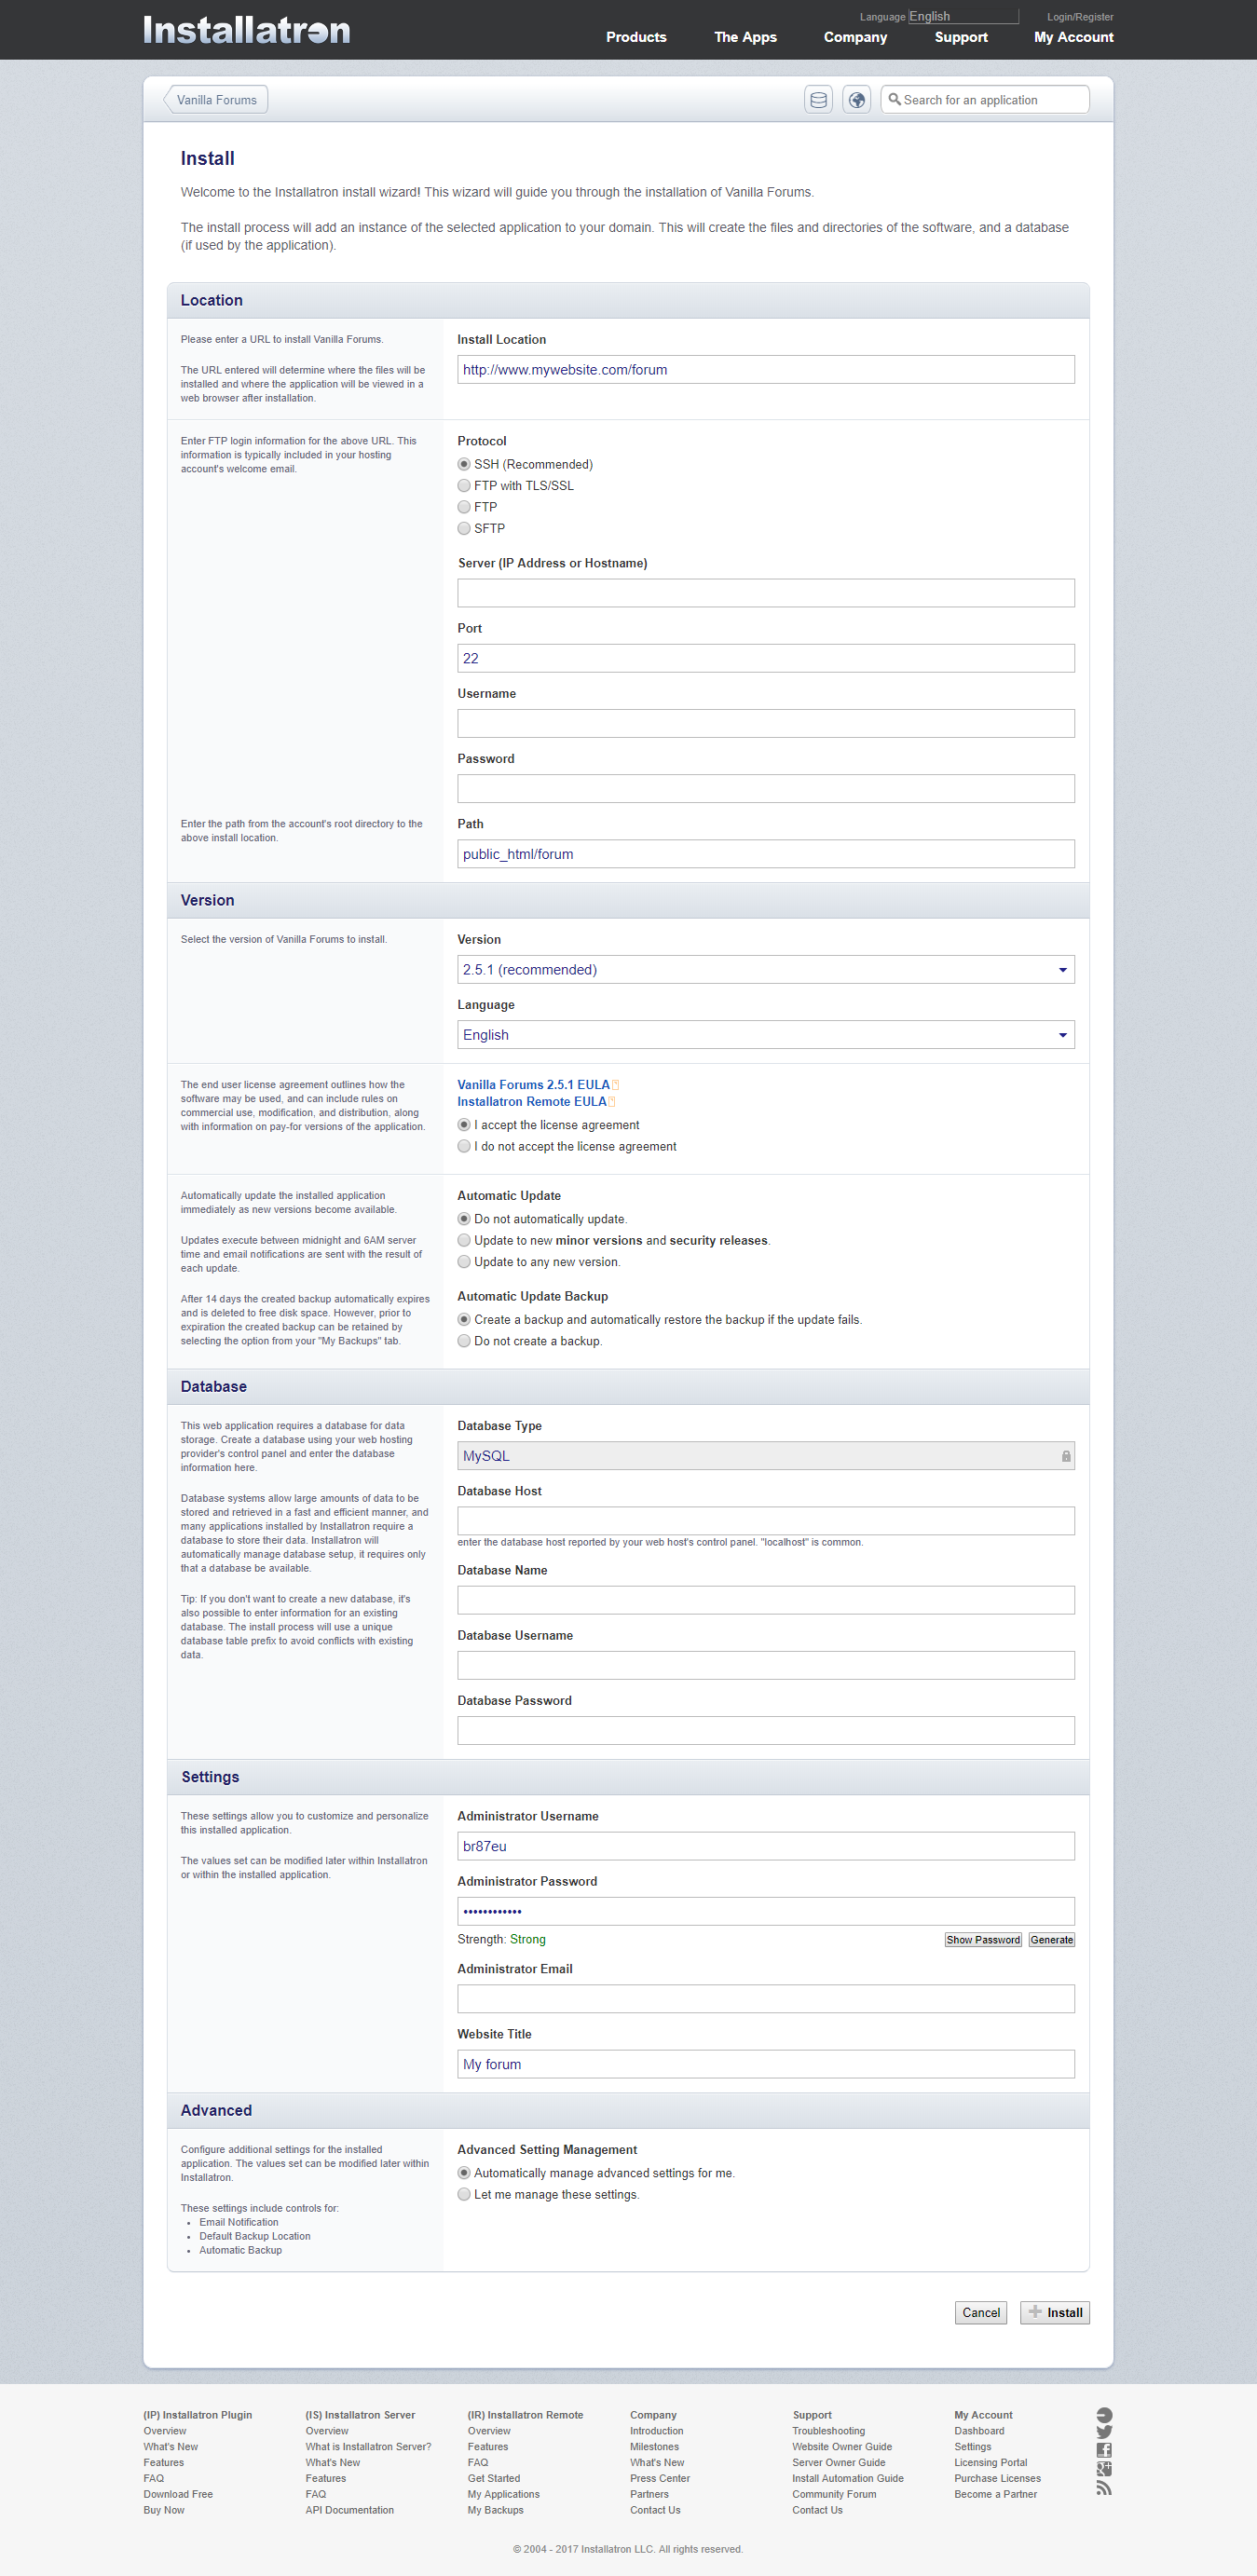 Installatron
Language English
Login/Register
Products The Apps Company Support My Account
Vanilla Forums
Search for an application
Install
Welcome to the Installatron install wizard! This wizard will guide you through the installation of Vanilla Forums.
The install process will add an instance of the selected application to your domain. This will create the files and directories of the software, and a database
(if used by the application).
Location
Please enter a URL to install Vanilla Forums.
The URL entered will determine where the files will be
installed and where the application will be viewed in a
web browser after installation.
Install Location
http://www.mywebsite.com/forum
Enter FTP login information for the above URL. This
information is typically included in your hosting
account's welcome email.
Protocol
SSH (Recommended)
FTP with TLS/SSL
FTP
SFTP
Server (IP Address or Hostname)
Port
22
Username
Password
Enter the path from the account's root directory to the
above install location.
Path
public_html/forum
Version
Select the version of Vanilla Forums to install.
Version
2.5.1 (recommended)
Language
English
The end user license agreement outlines how the
software may be used, and can include rules on
commercial use, modification, and distribution, along
with information on pay-for versions of the application.
Vanilla Forums 2.5.1 EULA
Installatron Remote EULA
I accept the license agreement
I do not accept the license agreement
Automatically update the installed application
immediately as new versions become available.
Updates execute between midnight and 6AM server
time and email notifications are sent with the result of
each update.
After 14 days the created backup automatically expires
and is deleted to free disk space. However, prior to
expiration the created backup can be retained by
selecting the option from your "My Backups" tab.
Automatic Update
Do not automatically update.
Update to new minor versions and security releases.
Update to any new version.
Automatic Update Backup
Create a backup and automatically restore the backup if the update fails.
Do not create a backup.
Database
This web application requires a database for data
storage. Create a database using your web hosting
provider's control panel and enter the database
information here.
Database systems allow large amounts of data to be
stored and retrieved in a fast and efficient manner, and
many applications installed by Installatron require a
database to store their data. Installatron will
automatically manage database setup, it requires only
that a database be available.
Tip: If you don't want to create a new database, it's
also possible to enter information for an existing
database. The install process will use a unique
database table prefix to avoid conflicts with existing
data.
Database Type
MySQL
Database Host
enter the database host reported by your web host's control panel. "localhost" is common.
Database Name
Database Username
Database Password
Settings
These settings allow you to customize and personalize
this installed application.
The values set can be modified later within Installatron
or within the installed application.
Administrator Username
br87eu
Administrator Password
••••••••••••
Strength: Strong
Show Password Generate
Administrator Email
Website Title
My forum
Advanced
Configure additional settings for the installed
application. The values set can be modified later within
Installatron.
These settings include controls for:
• Email Notification
• Default Backup Location
• Automatic Backup
Advanced Setting Management
Automatically manage advanced settings for me.
Let me manage these settings.
Cancel
Install
(IP) Installatron Plugin
Overview
What's New
Features
FAQ
Download Free
Buy Now
(IS) Installatron Server
Overview
What is Installatron Server?
What's New
Features
FAQ
API Documentation
(IR) Installatron Remote
Overview
Features
FAQ
Get Started
My Applications
My Backups
Company
Introduction
Milestones
What's New
Press Center
Partners
Contact Us
Support
Troubleshooting
Website Owner Guide
Server Owner Guide
Install Automation Guide
Community Forum
Contact Us
My Account
Dashboard
Settings
Licensing Portal
Purchase Licenses
Become a Partner
© 2004 - 2017 Installatron LLC. All rights reserved.